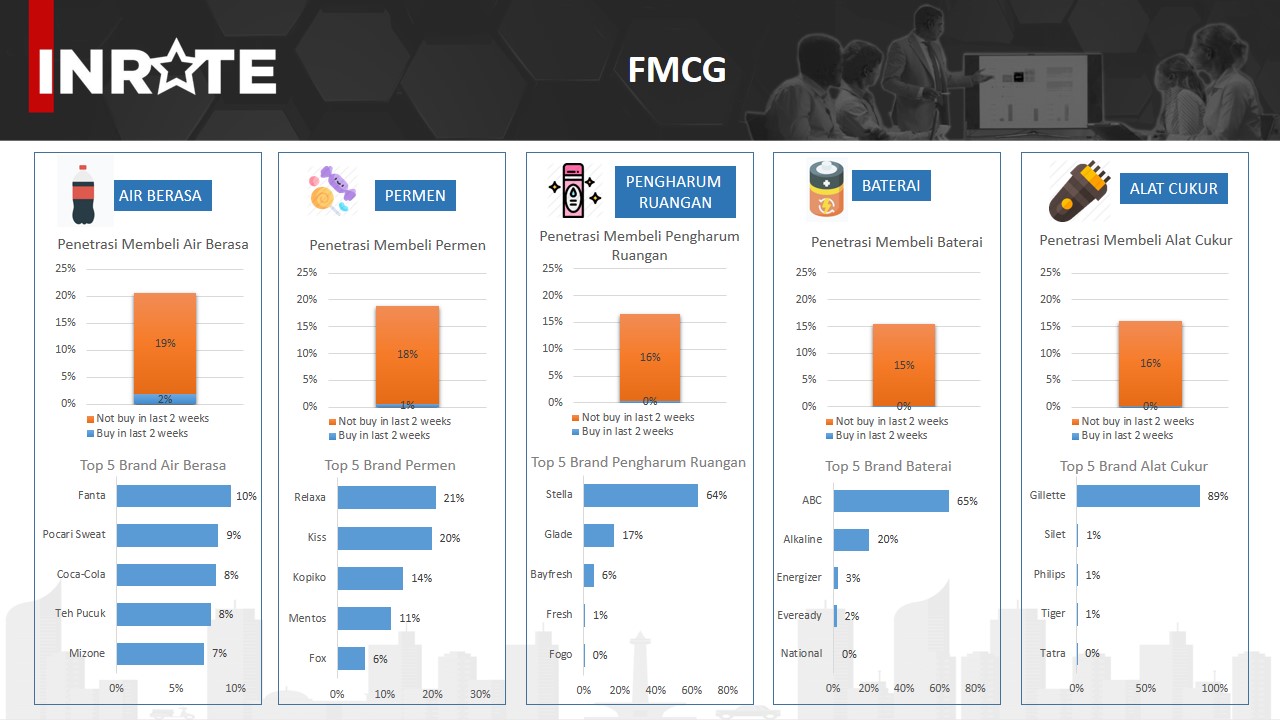 INRATE
FMCG
AIR BERASA
Penetrasi Membeli Air Berasa
25%
20%
15%
10%
5%
0%
19%
2%
Not buy in last 2 weeks
Buy in last 2 weeks
Top 5 Brand Air Berasa
Fanta 10%
Pocari Sweat 9%
Coca-Cola 8%
Teh Pucuk 8%
Mizone 7%
0% 5% 10%
PERMEN
Penetrasi Membeli Permen
25%
20%
15%
10%
5%
0%
18%
1%
Not buy in last 2 weeks
Buy in last 2 weeks
Top 5 Brand Permen
Relaxa 21%
Kiss 20%
Kopiko 14%
Mentos 11%
Fox 6%
0% 10% 20% 30%
PENGHARUM
RUANGAN
Penetrasi Membeli Pengharum
Ruangan
25%
20%
15%
10%
5%
0%
16%
0%
Not buy in last 2 weeks
Buy in last 2 weeks
Top 5 Brand Pengharum Ruangan
Stella 64%
Glade 17%
Bayfresh 6%
Fresh 1%
Fogo 0%
0% 20% 40% 60% 80%
BATERAI
Penetrasi Membeli Baterai
25%
20%
15%
10%
5%
0%
15%
0%
Not buy in last 2 weeks
Buy in last 2 weeks
Top 5 Brand Baterai
ABC 65%
Alkaline 20%
Energizer 3%
Eveready 2%
National 0%
0% 20% 40% 60% 80%
ALAT CUKUR
Penetrasi Membeli Alat Cukur
25%
20%
15%
10%
5%
0%
16%
0%
Not buy in last 2 weeks
Buy in last 2 weeks
Top 5 Brand Alat Cukur
Gillette 89%
Silet 1%
Philips 1%
Tiger 1%
Tatra 0%
0% 50% 100%